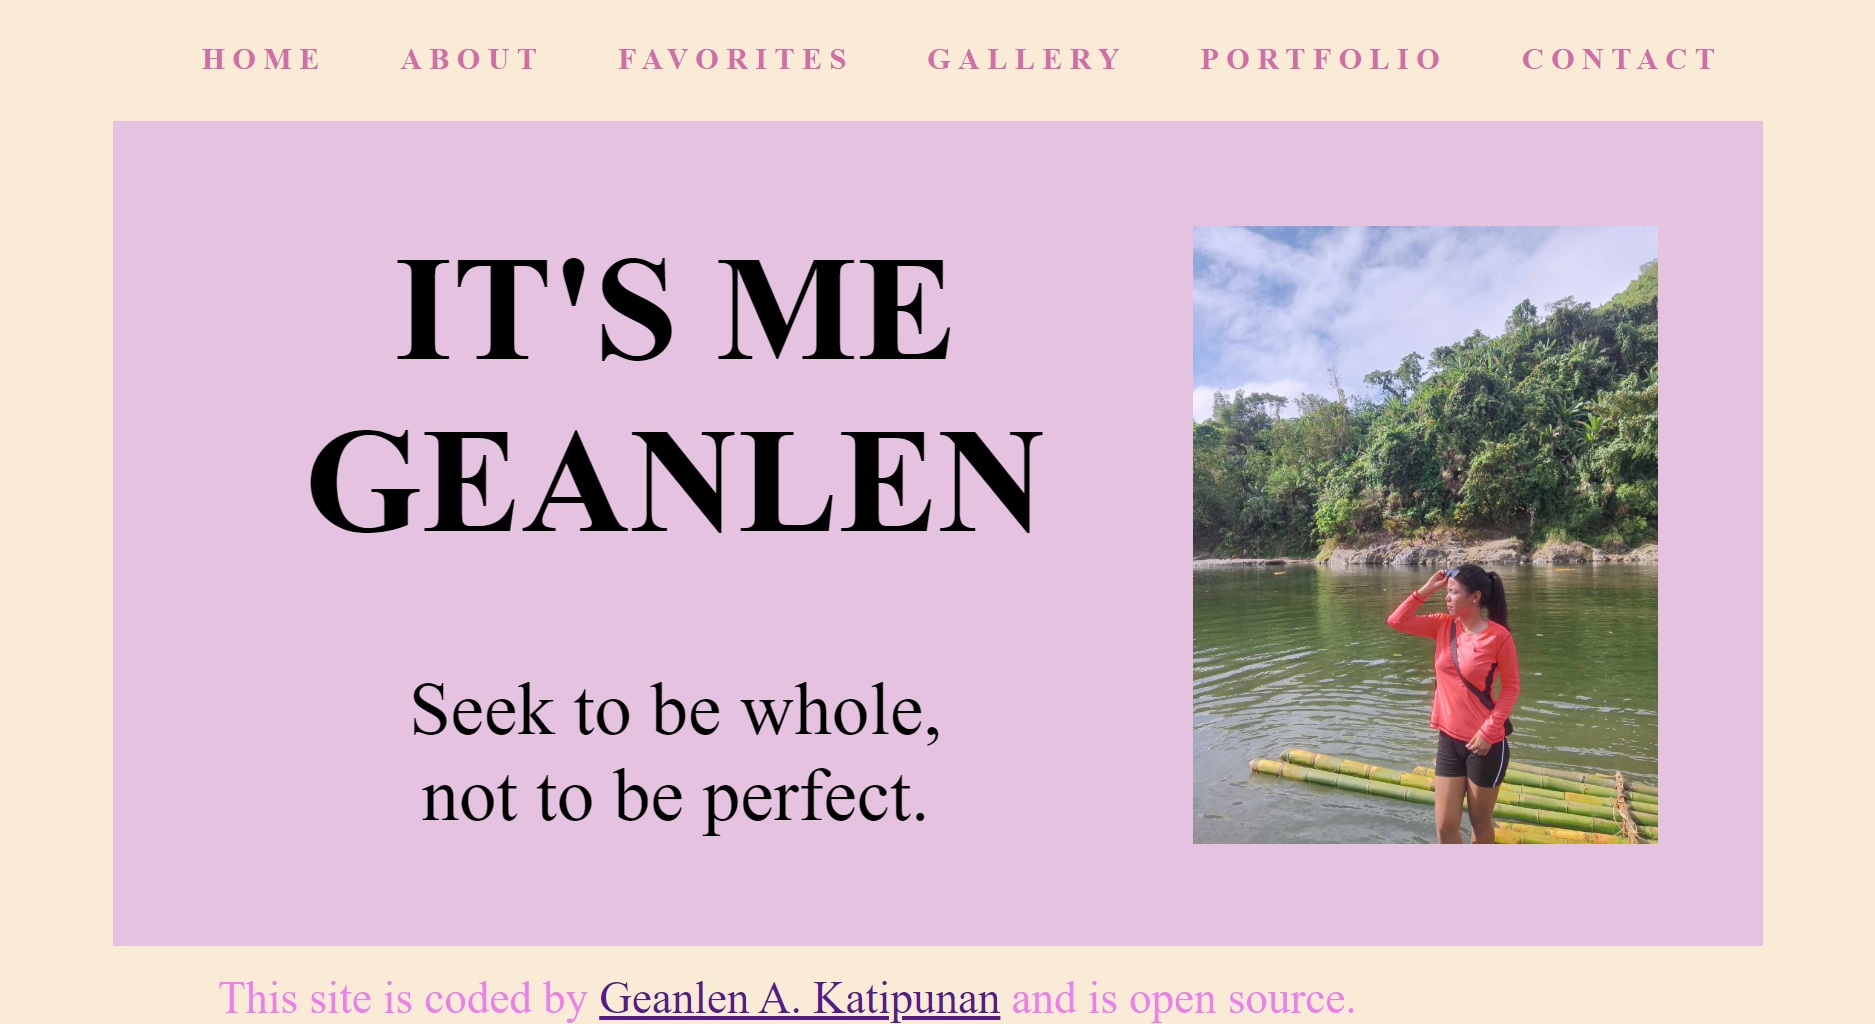 HOME ABOUT FAVORITES GALLERY PORTFOLIO CONTACT
IT'S ME
GEANLEN
Seek to be whole,
not to be perfect.
This site is coded by Geanlen A. Katipunan and is open source.